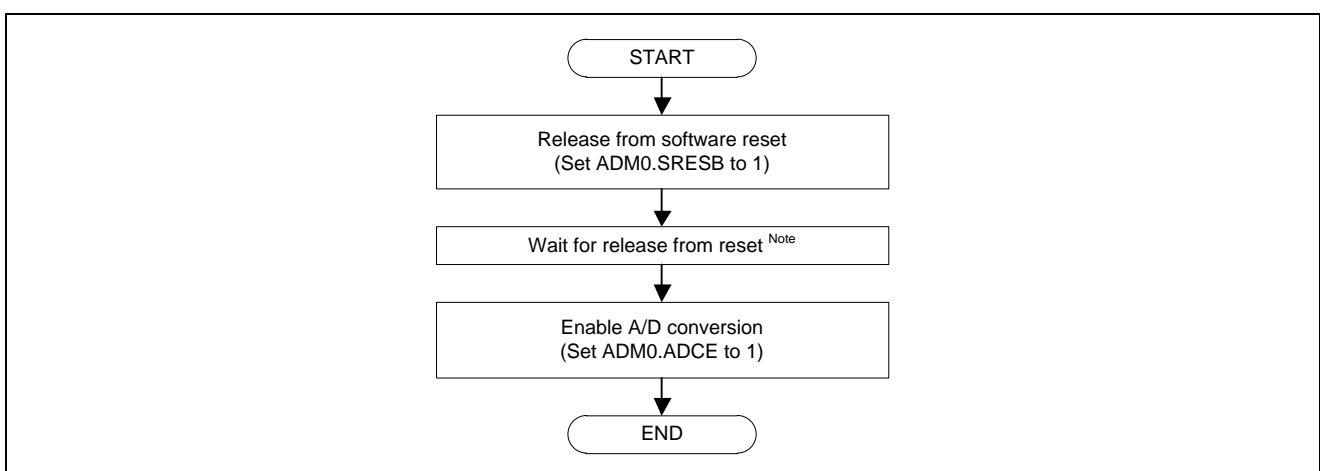 START
Release from software reset
(Set ADM0.SRESB to 1)
Wait for release from reset Note
Enable A/D conversion
(Set ADM0.ADCE to 1)
END